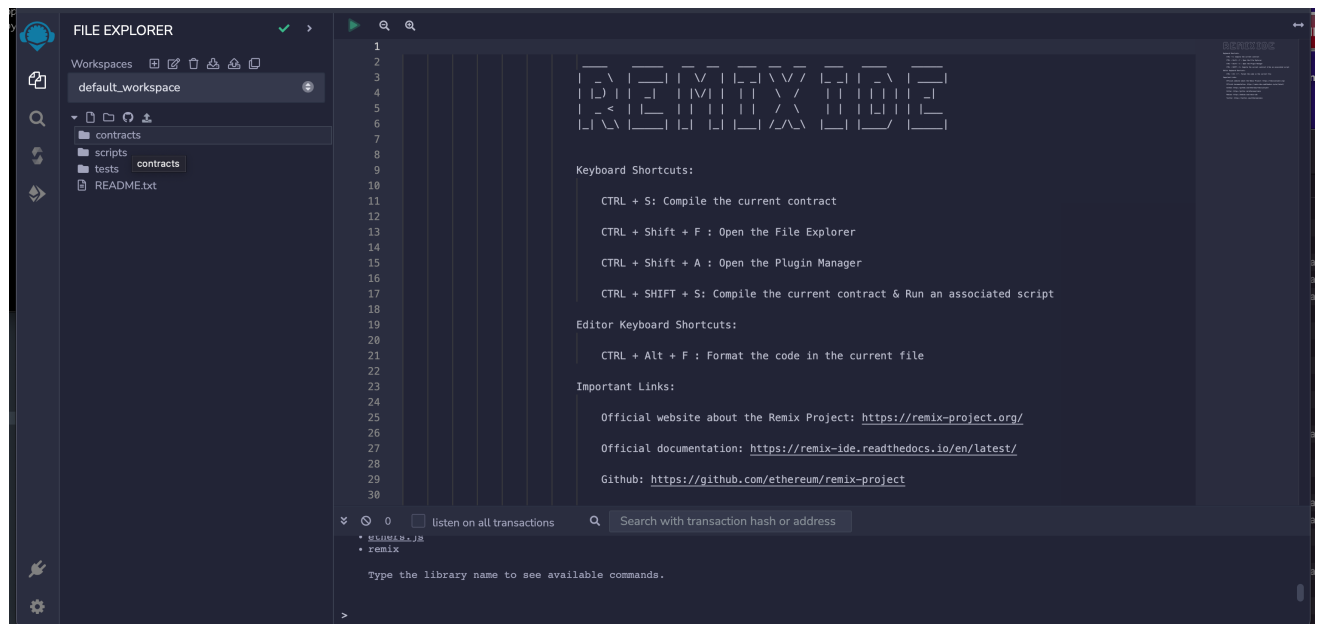 FILE EXPLORER
Workspaces
default_workspace
contracts
scripts
tests
contracts
README.txt
1
2
3
4
5
6
7
8
9
10
11
12
13
14
15
16
17
18
19
20
21
22
23
24
25
26
27
28
29
30
REMIX IDE
Keyboard Shortcuts:
CTRL + S: Compile the current contract
CTRL + Shift + F : Open the File Explorer
CTRL + Shift + A : Open the Plugin Manager
CTRL + SHIFT + S: Compile the current contract & Run an associated script
Editor Keyboard Shortcuts:
CTRL + Alt + F : Format the code in the current file
Important Links:
Official website about the Remix Project: https://remix-project.org/
Official documentation: https://remix-ide.readthedocs.io/en/latest/
Github: https://github.com/ethereum/remix-project
0 listen on all transactions Search with transaction hash or address
• ethers.js
• remix
Type the library name to see available commands.
>